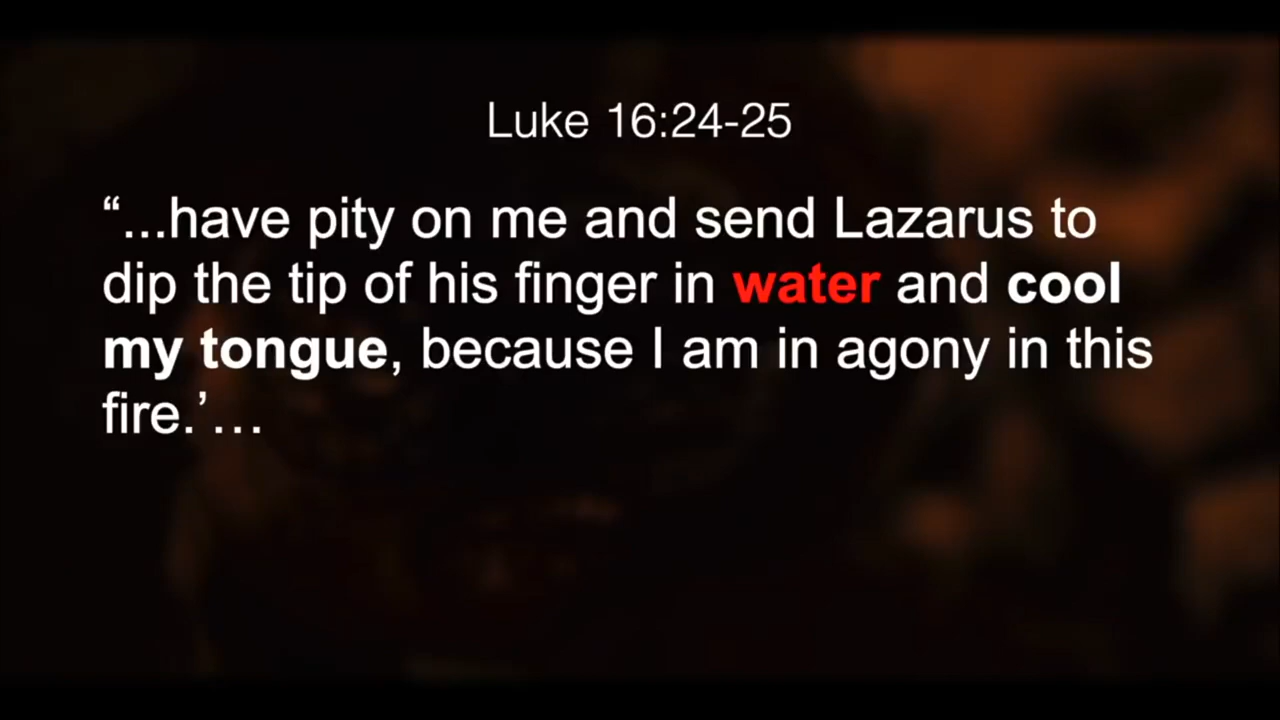 Luke 16:24-25
“...have pity on me and send Lazarus to
dip the tip of his finger in water and cool
my tongue, because I am in agony in this
fire.’...